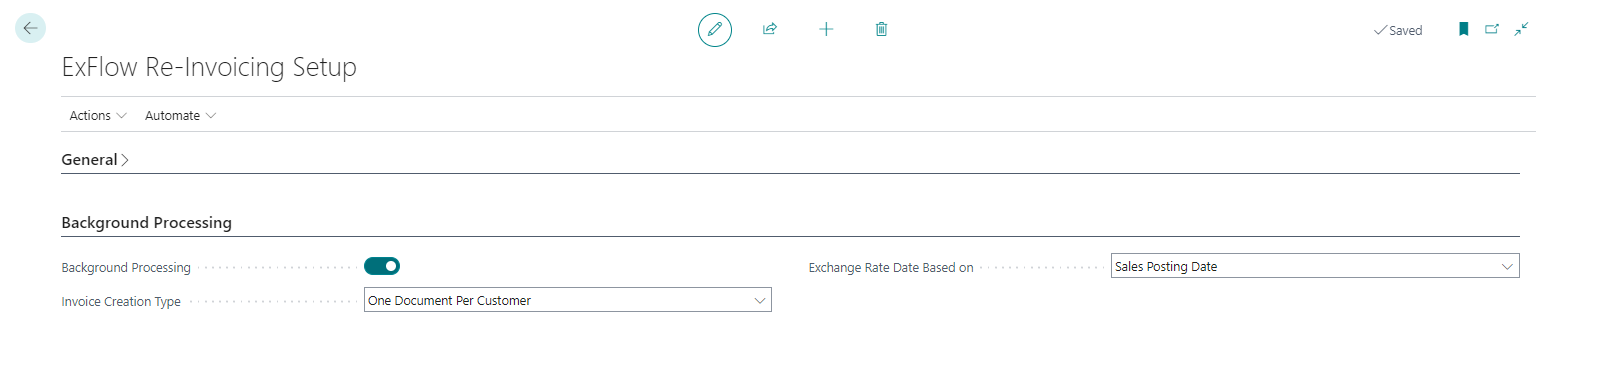 Saved
ExFlow Re-Invoicing Setup
Actions Automate
General
Background Processing
Background Processing Exchange Rate Date Based on Sales Posting Date
Invoice Creation Type One Document Per Customer